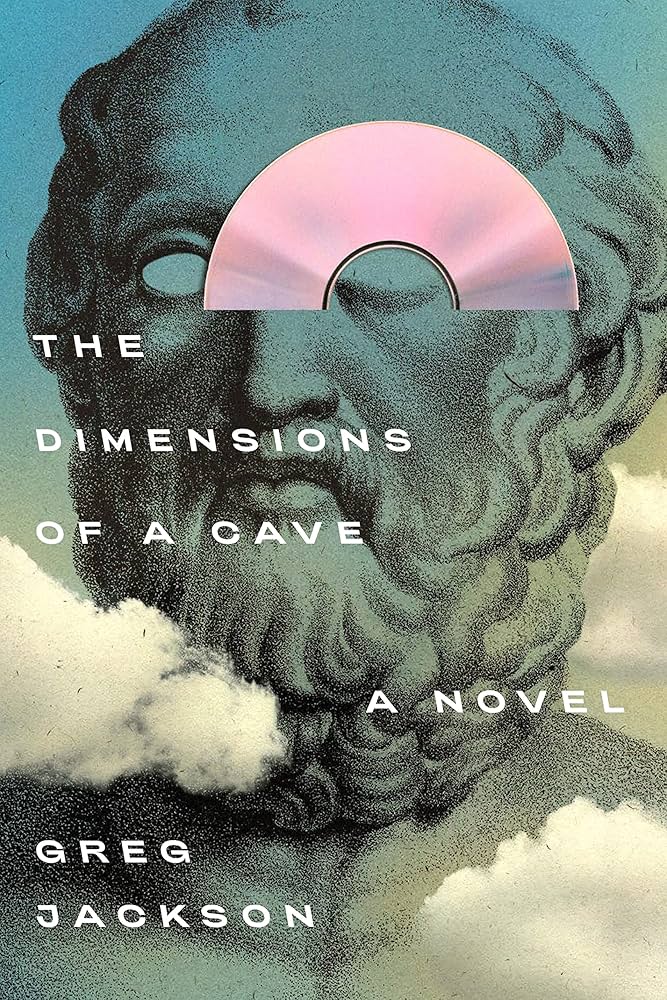 THE
DIMENSIONS
OF A CAVE
A NOVEL
GREG
JACKSON